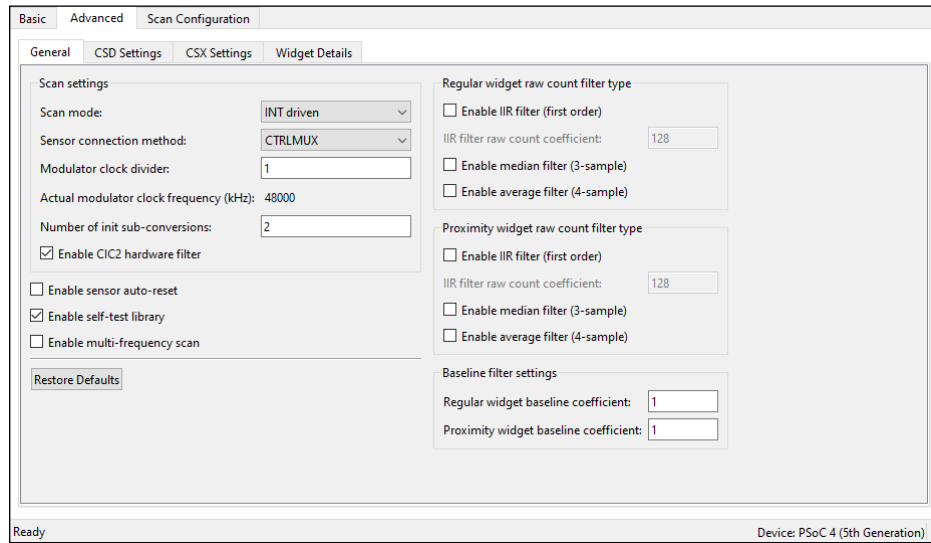 Basic Advanced Scan Configuration
General CSD Settings CSX Settings Widget Details
Scan settings
Scan mode: INT driven
Sensor connection method: CTRLMUX
Modulator clock divider: 1
Actual modulator clock frequency (kHz): 48000
Number of init sub-conversions: 2
Enable CIC2 hardware filter
Enable sensor auto-reset
Enable self-test library
Enable multi-frequency scan
Restore Defaults
Regular widget raw count filter type
Enable IIR filter (first order)
IIR filter raw count coefficient: 128
Enable median filter (3-sample)
Enable average filter (4-sample)
Proximity widget raw count filter type
Enable IIR filter (first order)
IIR filter raw count coefficient: 128
Enable median filter (3-sample)
Enable average filter (4-sample)
Baseline filter settings
Regular widget baseline coefficient: 1
Proximity widget baseline coefficient: 1
Ready Device: PSoC 4 (5th Generation)